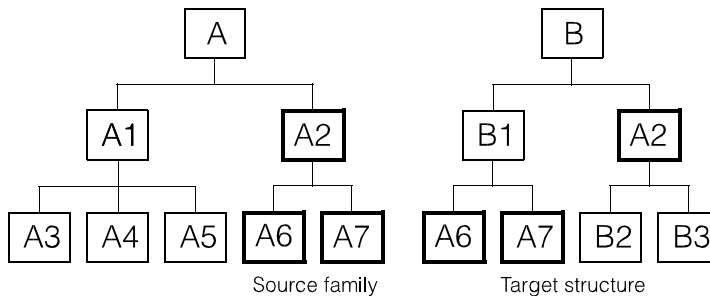 A B
A1 A2 B1 A2
A3 A4 A5 A6 A7 A6 A7 B2 B3
Source family Target structure